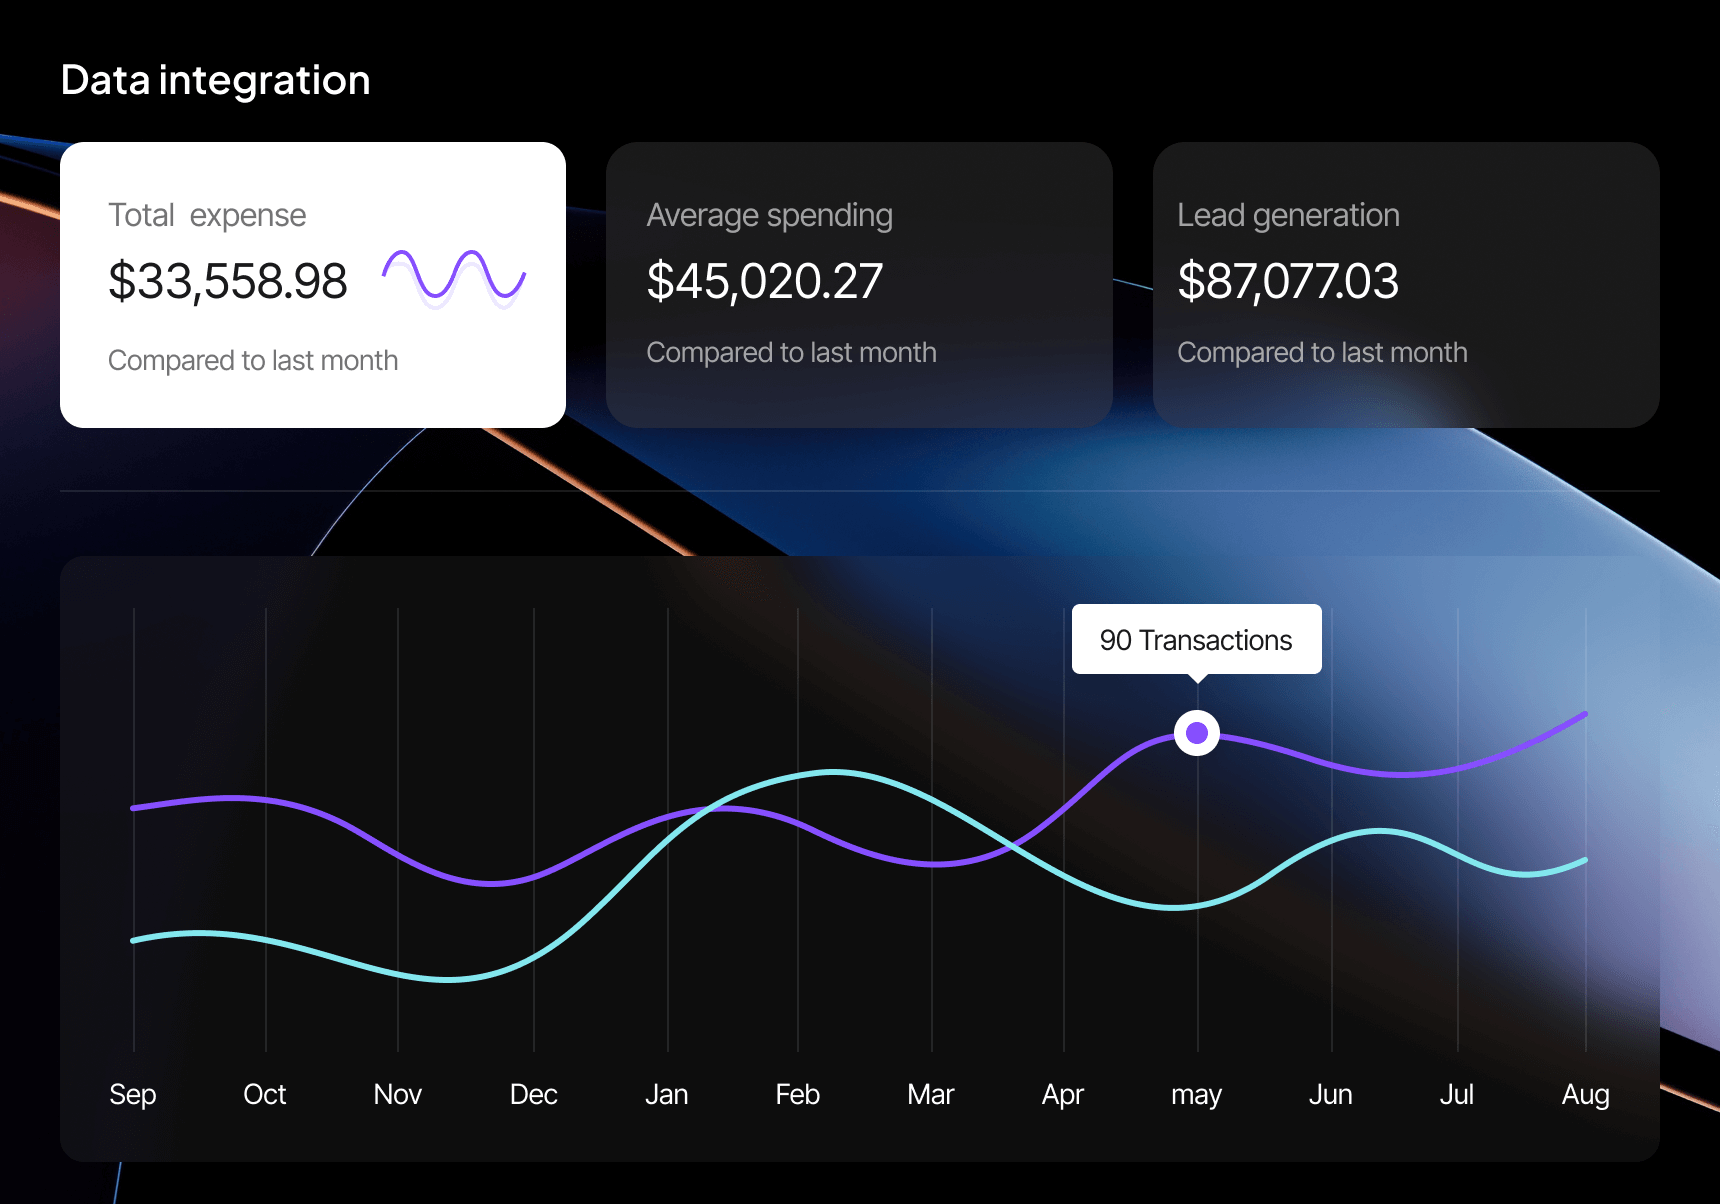 Data integration
Total expense
$33,558.98
Compared to last month
Average spending
$45,020.27
Compared to last month
Lead generation
$87,077.03
Compared to last month
90 Transactions
Sep Oct Nov Dec Jan Feb Mar Apr may Jun Jul Aug